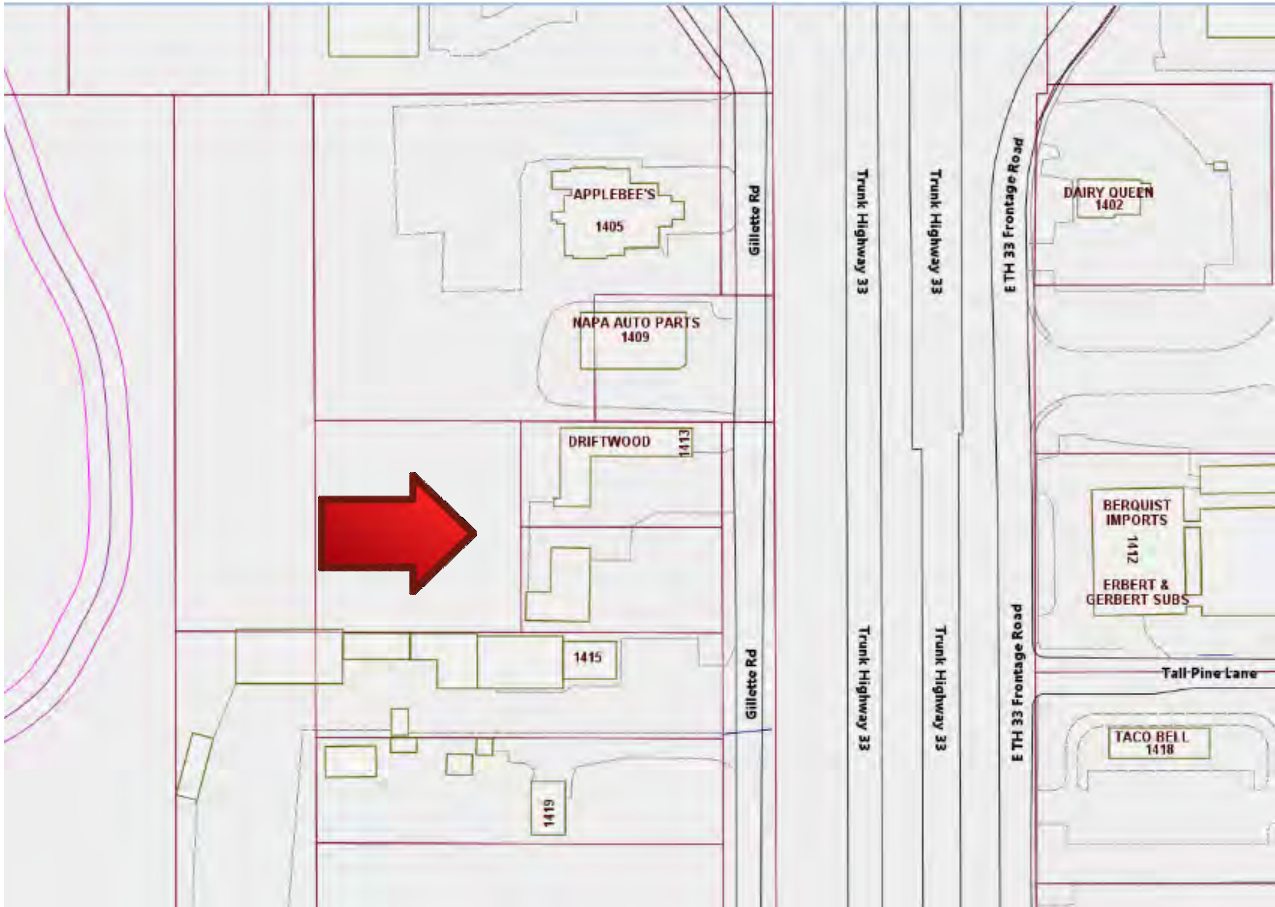 APPLEBEE'S
1405
Gillette Rd
Trunk Highway 33
Trunk Highway 33
E TH 33 Frontage Road
DAIRY QUEEN
1402
NAPA AUTO PARTS
1409
DRIFTWOOD
1413
BERQUIST
IMPORTS
1412
ERBERT &
GERBERT SUBS
1415
Gillette Rd
Trunk Highway 33
Trunk Highway 33
E TH 33 Frontage Road
Tall Pine Lane
TACO BELL
1418
1419